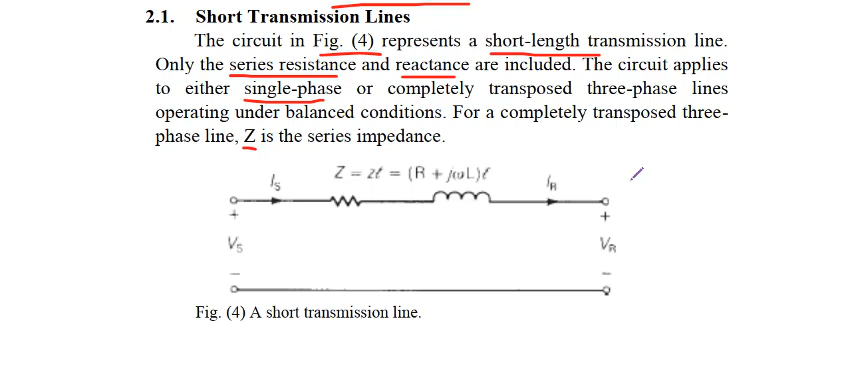 2.1. Short Transmission Lines
The circuit in Fig. (4) represents a short-length transmission line.
Only the series resistance and reactance are included. The circuit applies
to either single-phase or completely transposed three-phase lines
operating under balanced conditions. For a completely transposed three-
phase line, Z is the series impedance.
Z = zℓ = (R + jωL)ℓ
IS
IR
+
+
VS
VR
−
−
Fig. (4) A short transmission line.